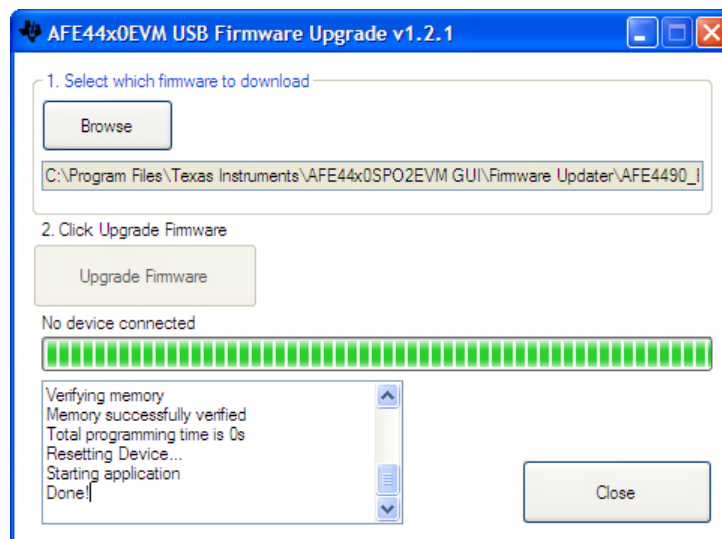 AFE44x0EVM USB Firmware Upgrade v1.2.1
1. Select which firmware to download
Browse
C:\Program Files\Texas Instruments\AFE44x0SPO2EVM GUI\Firmware Updater\AFE4490_
2. Click Upgrade Firmware
Upgrade Firmware
No device connected
Verifying memory
Memory successfully verified
Total programming time is 0s
Resetting Device...
Starting application
Done!
Close